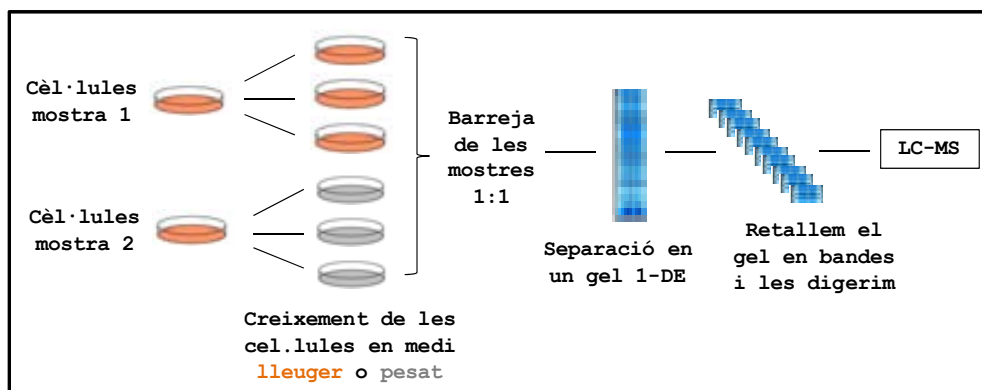 Cèl·lules
mostra 1
Cèl·lules
mostra 2
Creixement de les
cel.lules en medi
lleuger o pesat
Barreja
de les
mostres
1:1
Separació en
un gel 1-DE
Retallem el
gel en bandes
i les digerim
LC-MS